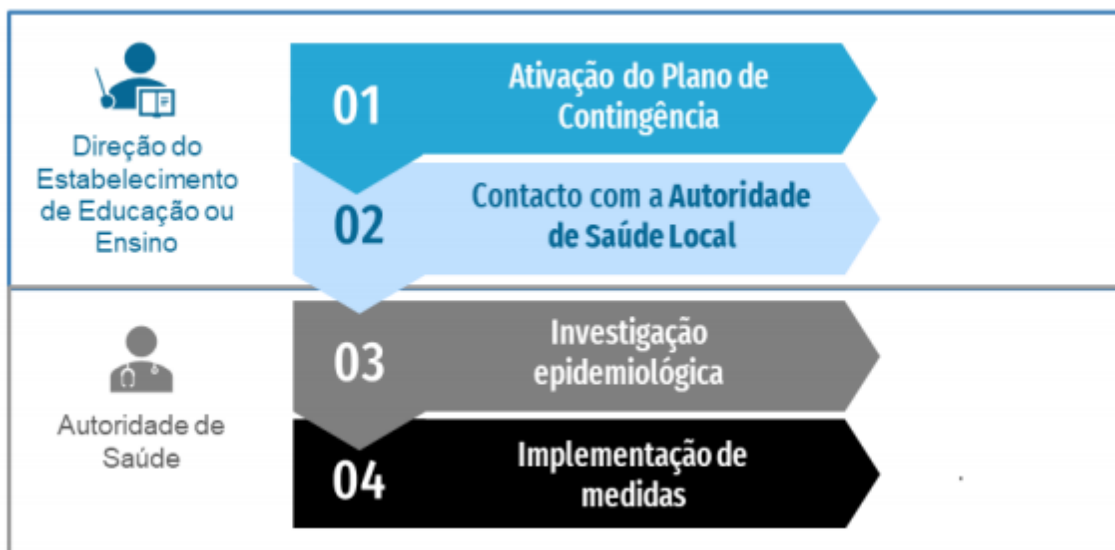 Direção do
Estabelecimento
de Educação ou
Ensino
01
Ativação do Plano de
Contingência
02
Contacto com a Autoridade
de Saúde Local
Autoridade de
Saúde
03
Investigação
epidemiológica
04
Implementação de
medidas
.